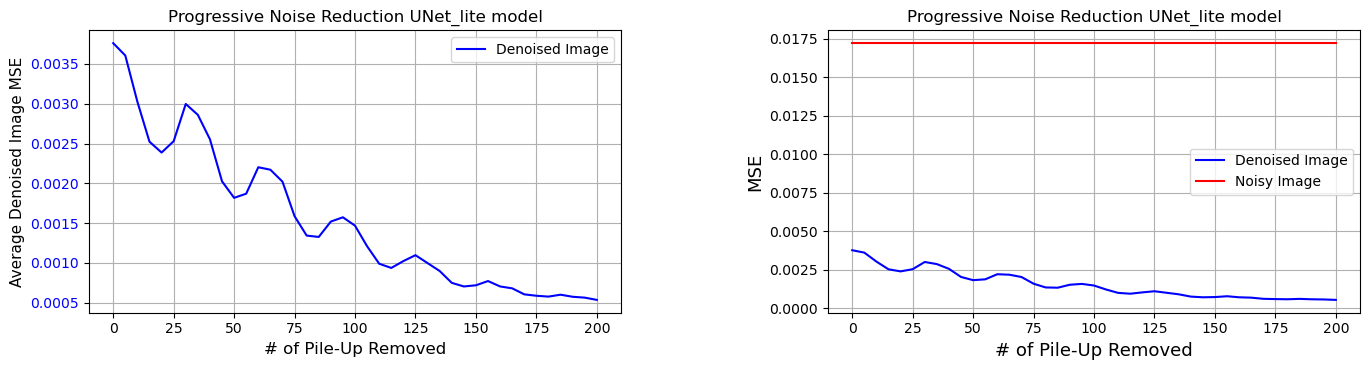 Progressive Noise Reduction UNet_lite model
Average Denoised Image MSE
0.0035
0.0030
0.0025
0.0020
0.0015
0.0010
0.0005
Denoised Image
0 25 50 75 100 125 150 175 200
# of Pile-Up Removed
Progressive Noise Reduction UNet_lite model
MSE
0.0175
0.0150
0.0125
0.0100
0.0075
0.0050
0.0025
0.0000
Denoised Image
Noisy Image
0 25 50 75 100 125 150 175 200
# of Pile-Up Removed